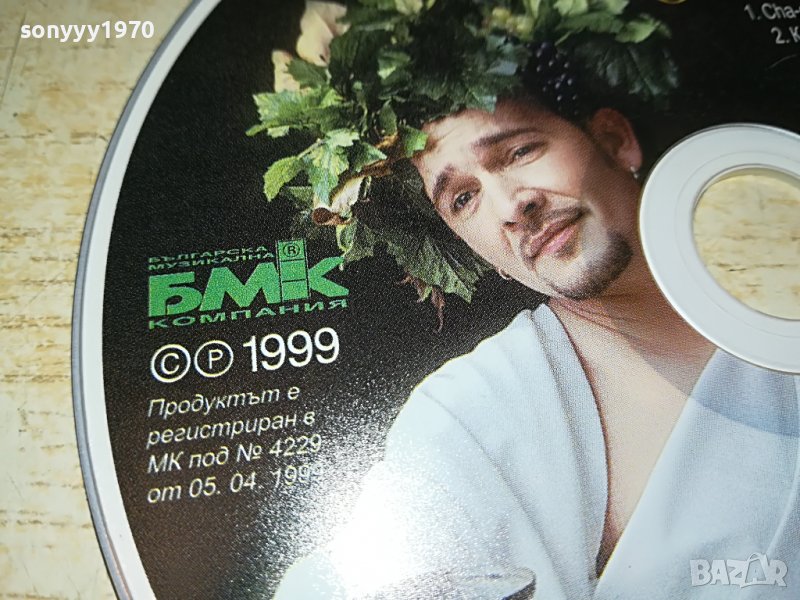 sonyyy1970
1. Cha-
2. K
БЪЛГАРСКА
МУЗИКАЛНА ®
БМК
КОМПАНИЯ
© ℗ 1999
Продуктът е
регистриран в
МК под № 4229
от 05. 04. 199
BAZAR